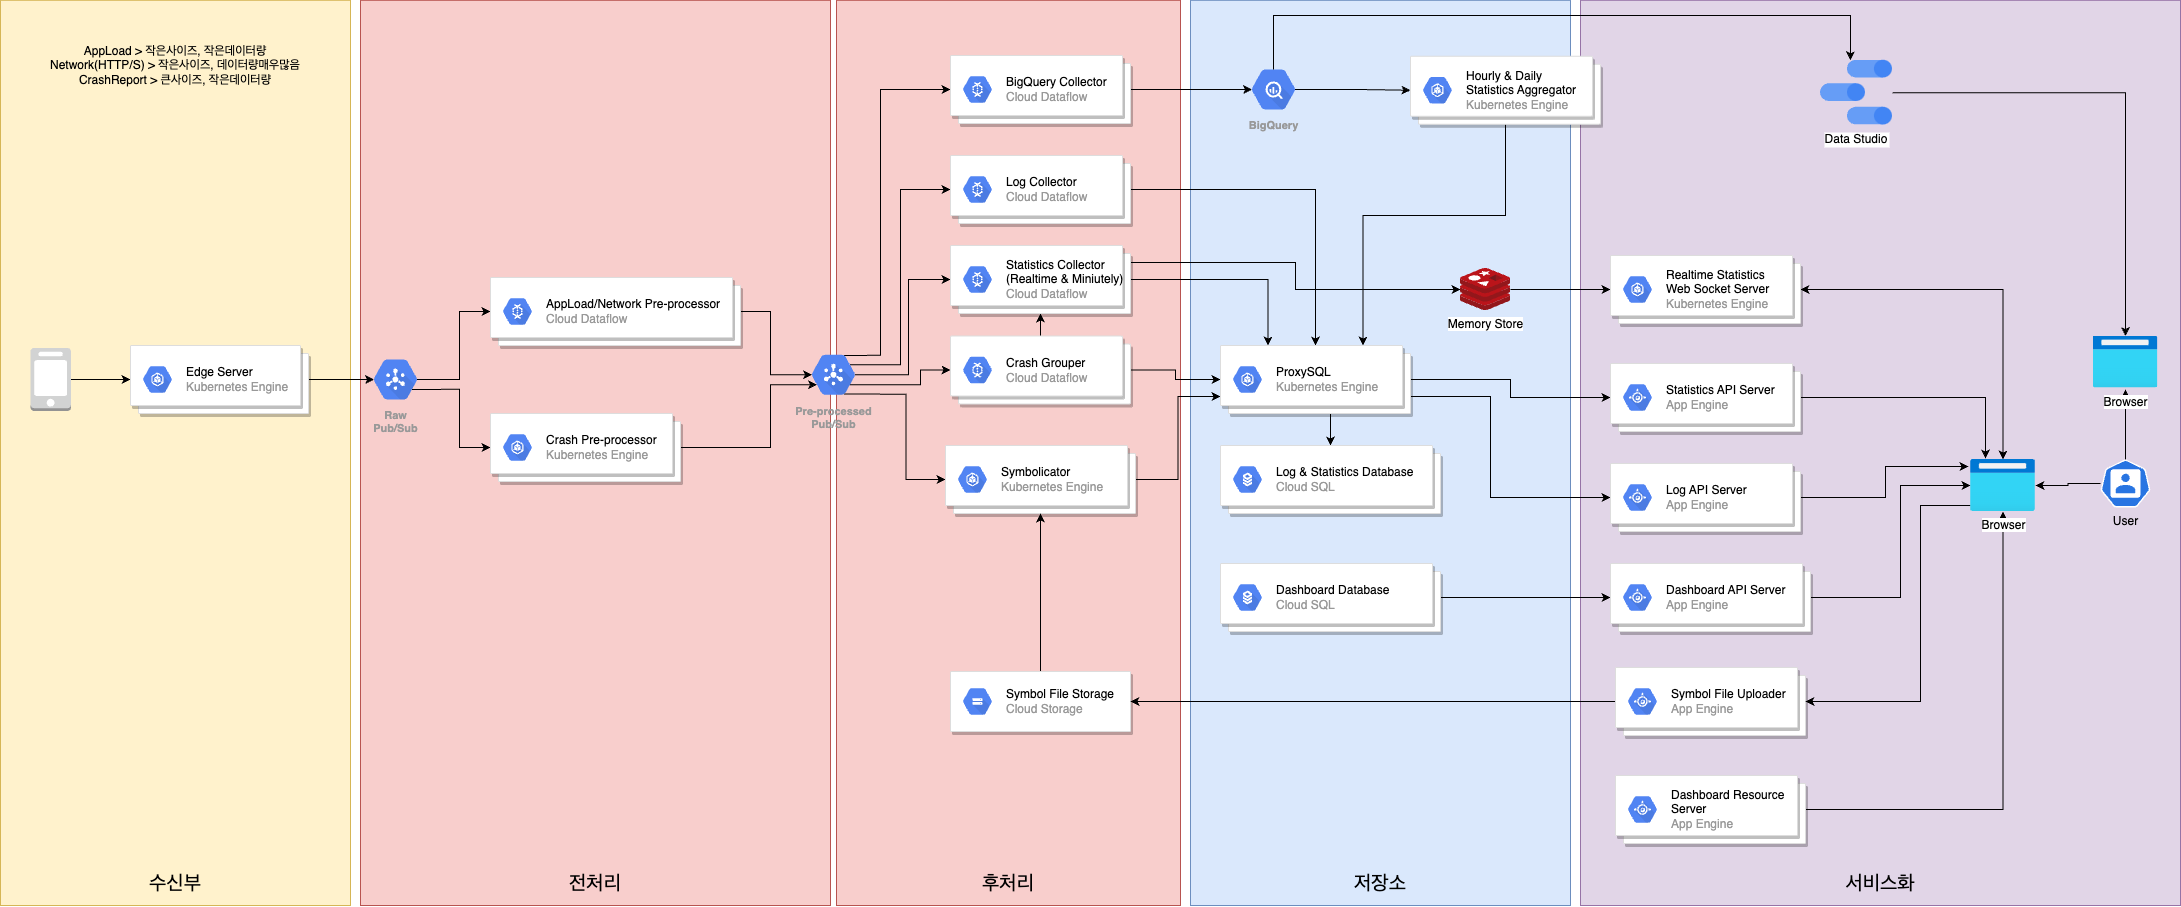 AppLoad > 작은사이즈, 작은데이터량
Network(HTTP/S) > 작은사이즈, 데이터량매우많음
CrashReport > 큰사이즈, 작은데이터량
Edge Server
Kubernetes Engine
수신부
Raw
Pub/Sub
AppLoad/Network Pre-processor
Cloud Dataflow
Crash Pre-processor
Kubernetes Engine
전처리
Pre-processed
Pub/Sub
BigQuery Collector
Cloud Dataflow
Log Collector
Cloud Dataflow
Statistics Collector
(Realtime & Miniutely)
Cloud Dataflow
Crash Grouper
Cloud Dataflow
Symbolicator
Kubernetes Engine
Symbol File Storage
Cloud Storage
후처리
BigQuery
Hourly & Daily
Statistics Aggregator
Kubernetes Engine
Memory Store
ProxySQL
Kubernetes Engine
Log & Statistics Database
Cloud SQL
Dashboard Database
Cloud SQL
저장소
Data Studio
Realtime Statistics
Web Socket Server
Kubernetes Engine
Statistics API Server
App Engine
Log API Server
App Engine
Dashboard API Server
App Engine
Symbol File Uploader
App Engine
Dashboard Resource
Server
App Engine
Browser
Browser
User
서비스화